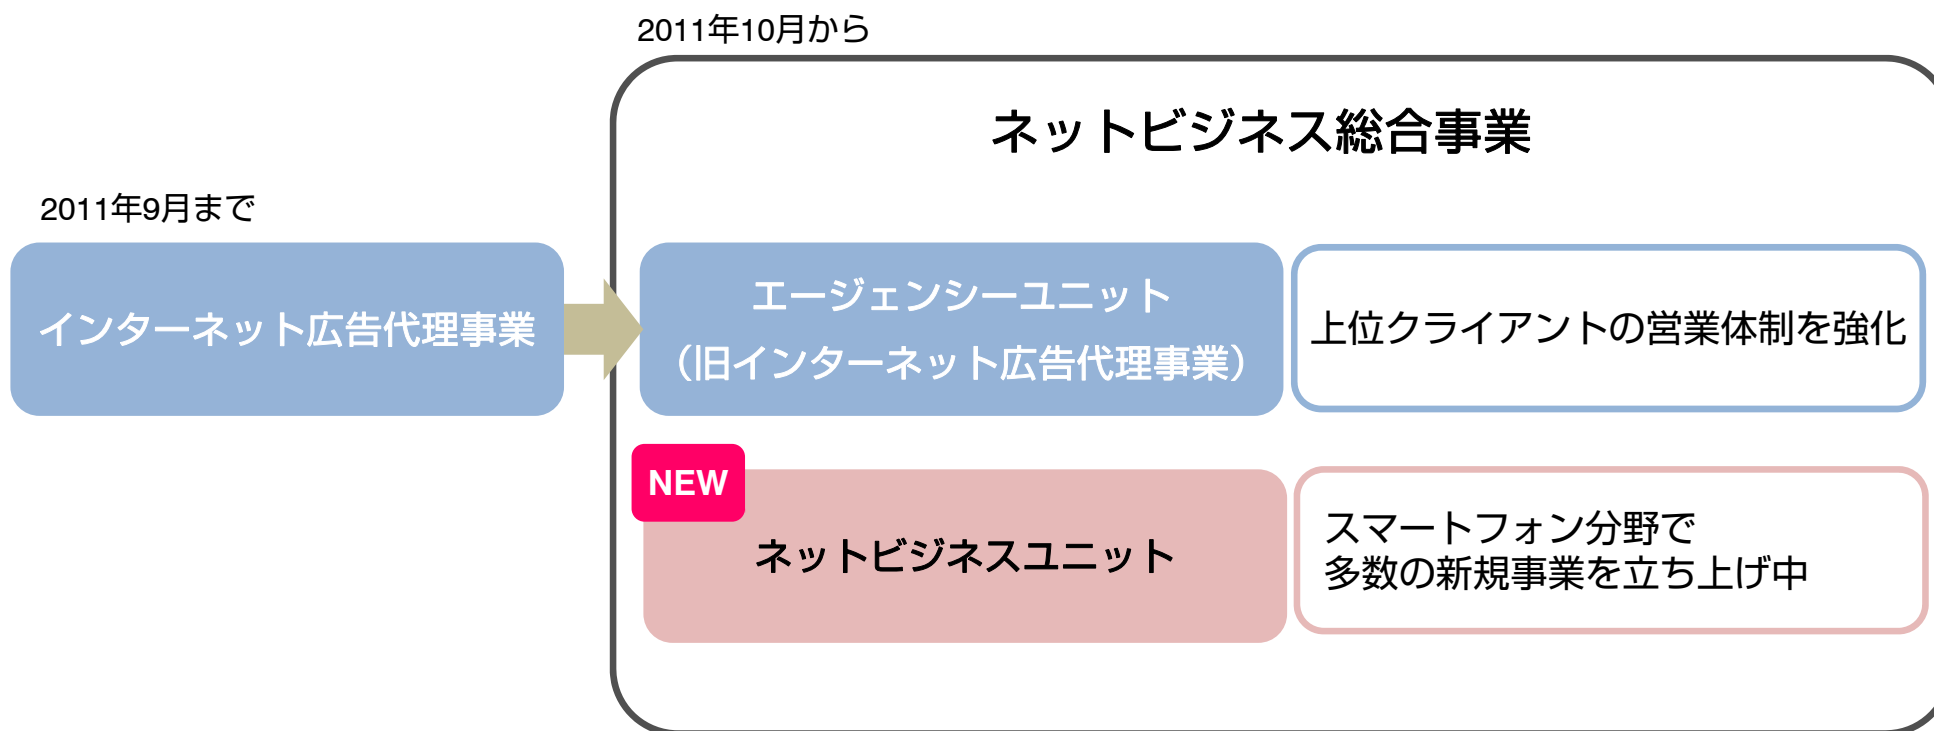 2011年10月から
ネットビジネス総合事業
2011年9月まで
インターネット広告代理事業
エージェンシーユニット
（旧インターネット広告代理事業）
上位クライアントの営業体制を強化
NEW
ネットビジネスユニット
スマートフォン分野で
多数の新規事業を立ち上げ中